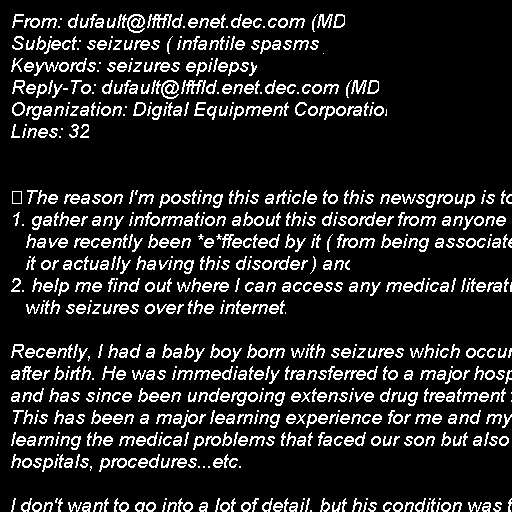 From: dufault@lftfld.enet.dec.com (MD
Subject: seizures ( infantile spasms
Keywords: seizures epilepsy
Reply-To: dufault@lftfld.enet.dec.com (MD
Organization: Digital Equipment Corporation
Lines: 32
The reason I'm posting this article to this newsgroup is to
1. gather any information about this disorder from anyone
have recently been *e*ffected by it ( from being associate
it or actually having this disorder ) and
2. help me find out where I can access any medical literat
with seizures over the internet.
Recently, I had a baby boy born with seizures which occur
after birth. He was immediately transferred to a major hosp
and has since been undergoing extensive drug treatment
This has been a major learning experience for me and my
learning the medical problems that faced our son but also
hospitals, procedures...etc.
I don't want to go into a lot of detail, but his condition was